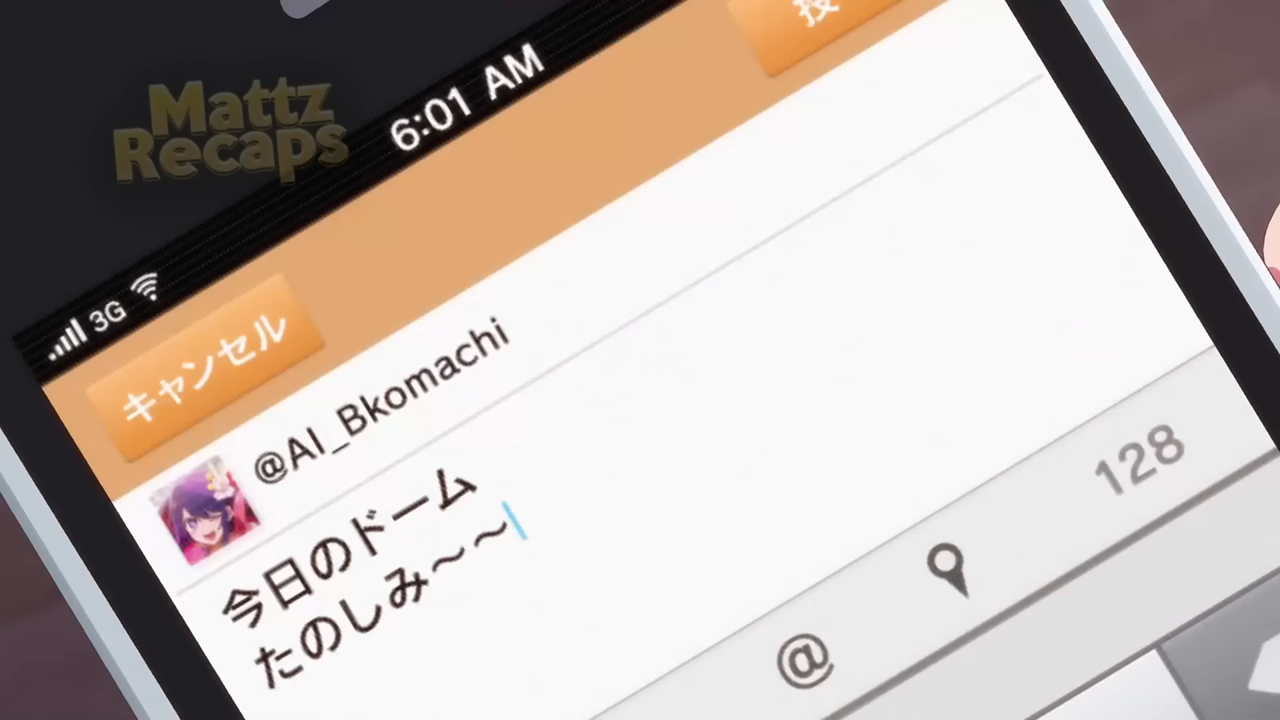 Mattz
Recaps
6:01 AM
3G
キャンセル
投
@AI_Bkomachi
今日のドーム
たのしみ～～
128
@